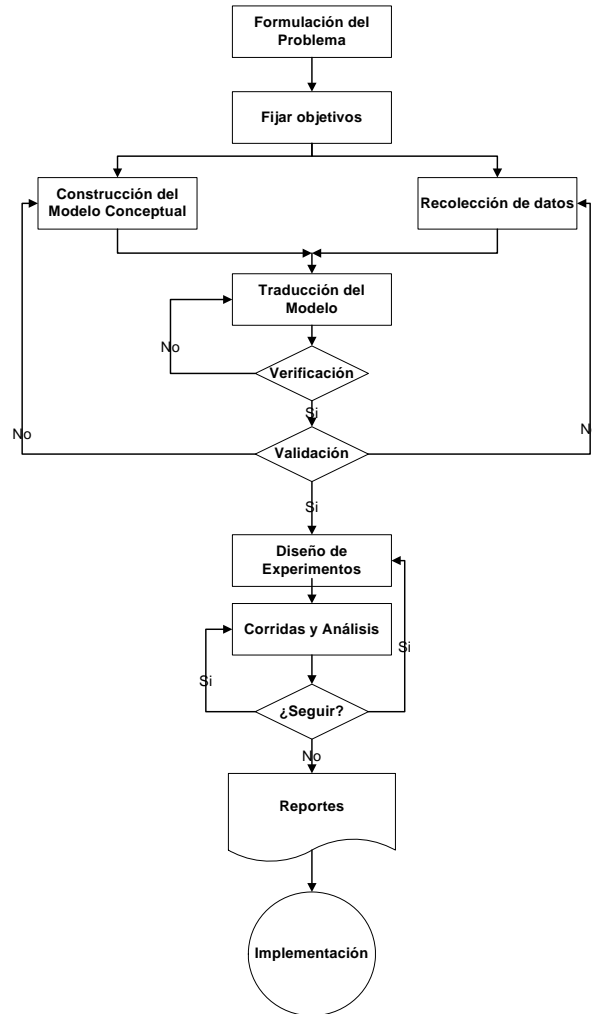 Formulación del
Problema
Fijar objetivos
Construcción del
Modelo Conceptual
Recolección de datos
Traducción del
Modelo
No
Verificación
Si
No
Validación
No
Si
Diseño de
Experimentos
Corridas y Análisis
Si
Si
¿Seguir?
No
Reportes
Implementación